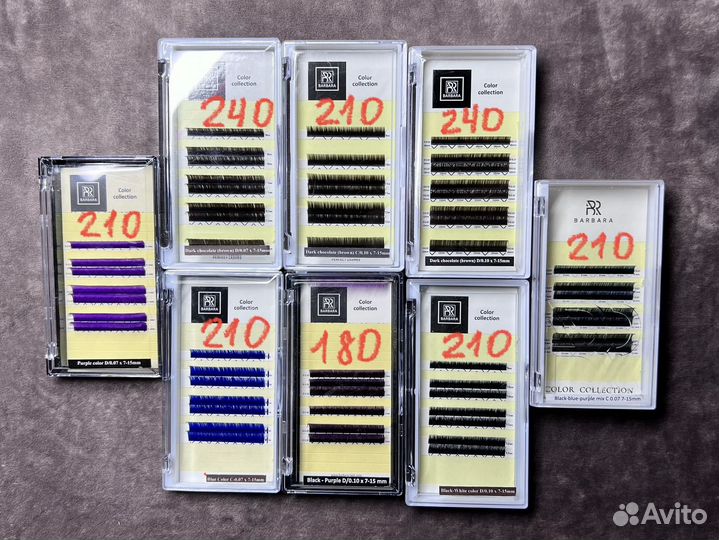 BARBARA
Color
collection
240
Dark chocolate (brown) D/0.07 x 7-15mm
BARBARA
Color
collection
210
Dark chocolate (brown) C/0.10 x 7-15mm
BARBARA
Color
collection
240
Dark chocolate (brown) D/0.10 x 7-15mm
BARBARA
Color
collection
210
Purple color D/0.07 x 7-15mm
BARBARA
210
COLOR COLLECTION
Black-blue-purple mix C 0.07 7-15mm
BARBARA
Color
collection
210
Blue Color C-0.07 x 7-15mm
BARBARA
Color
collection
180
Black - Purple D/0.10 x 7-15 mm
BARBARA
Color
collection
210
Black-White color D/0.10 x 7-15mm
Avito